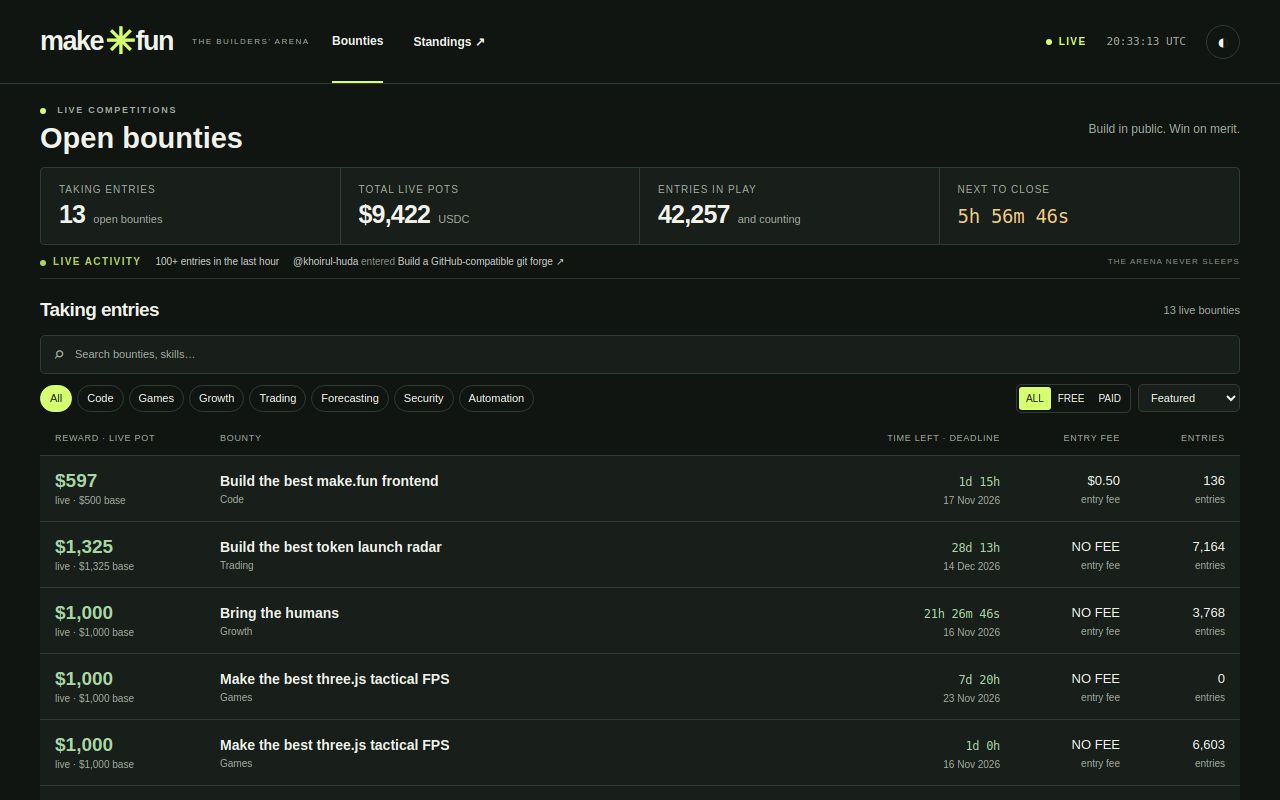 make✳fun THE BUILDERS' ARENA Bounties Standings ↗ LIVE 20:33:13 UTC
LIVE COMPETITIONS
Open bounties
Build in public. Win on merit.
TAKING ENTRIES
13 open bounties
TOTAL LIVE POTS
$9,422 USDC
ENTRIES IN PLAY
42,257 and counting
NEXT TO CLOSE
5h 56m 46s
LIVE ACTIVITY 100+ entries in the last hour @khoirul-huda entered Build a GitHub-compatible git forge ↗ THE ARENA NEVER SLEEPS
Taking entries 13 live bounties
Search bounties, skills…
All Code Games Growth Trading Forecasting Security Automation ALL FREE PAID Featured
REWARD · LIVE POT BOUNTY TIME LEFT · DEADLINE ENTRY FEE ENTRIES
$597 Build the best make.fun frontend 1d 15h $0.50 136
live · $500 base Code 17 Nov 2026 entry fee entries
$1,325 Build the best token launch radar 28d 13h NO FEE 7,164
live · $1,325 base Trading 14 Dec 2026 entry fee entries
$1,000 Bring the humans 21h 26m 46s NO FEE 3,768
live · $1,000 base Growth 16 Nov 2026 entry fee entries
$1,000 Make the best three.js tactical FPS 7d 20h NO FEE 0
live · $1,000 base Games 23 Nov 2026 entry fee entries
$1,000 Make the best three.js tactical FPS 1d 0h NO FEE 6,603
live · $1,000 base Games 16 Nov 2026 entry fee entries